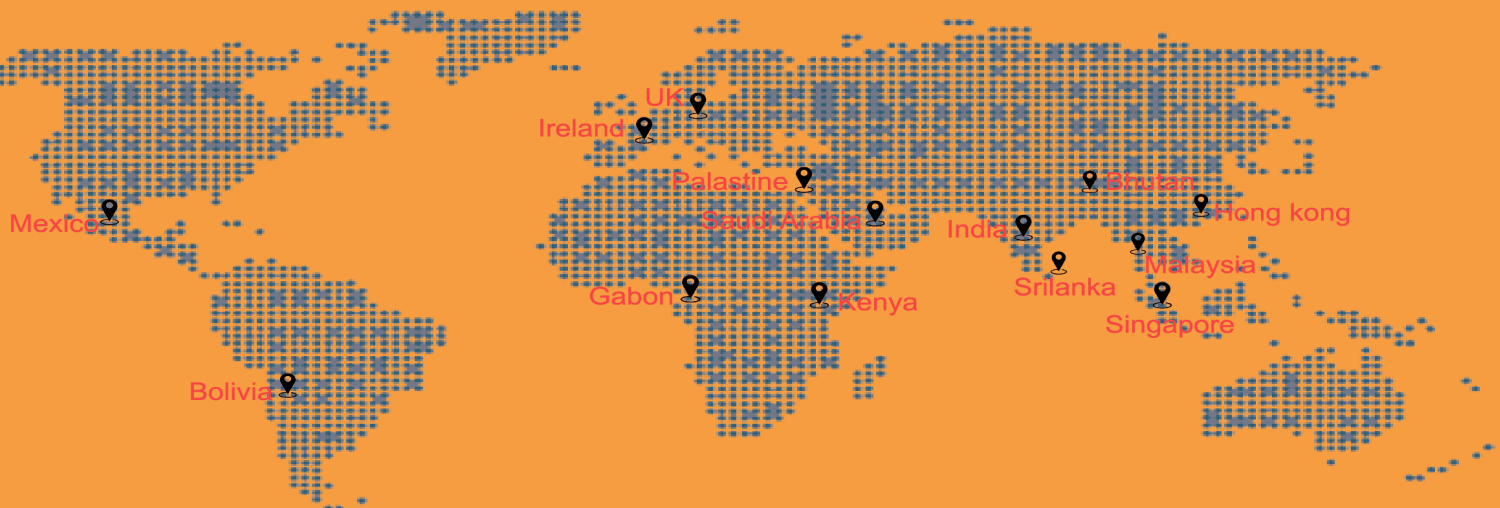 UK
Ireland
Palastine
Bhutan
Mexico
Saudi Arabia
India
Hong kong
Malaysia
Srilanka
Gabon
Kenya
Singapore
Bolivia